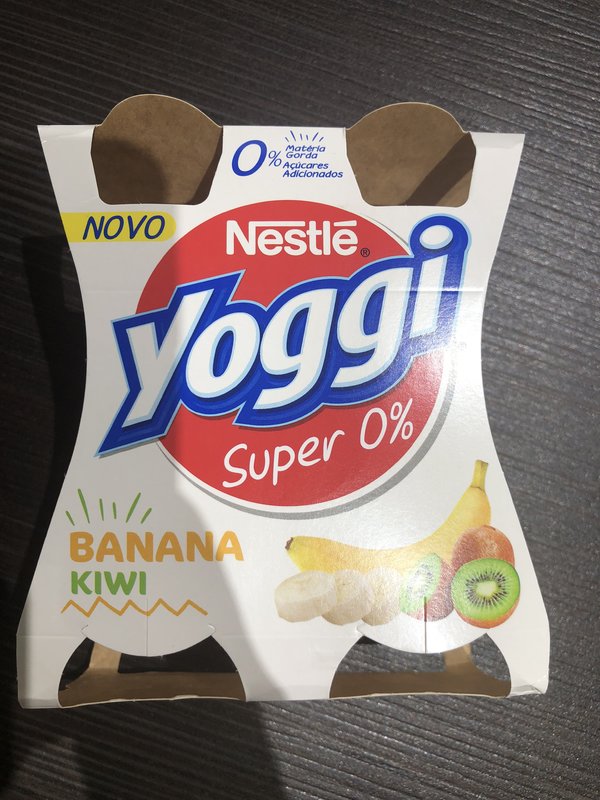 0% Matéria
Gorda
Açúcares
Adicionados
NOVO
Nestlé®
Yoggi
Super 0%
BANANA
KIWI